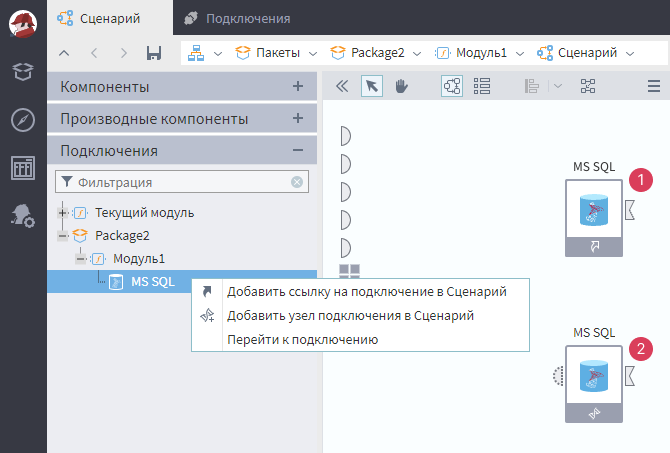 Сценарий
Подключения
Пакеты
Package2
Модуль1
Сценарий
Компоненты
Производные компоненты
Подключения
Фильтрация
Текущий модуль
Package2
Модуль1
MS SQL
Добавить ссылку на подключение в Сценарий
Добавить узел подключения в Сценарий
Перейти к подключению
MS SQL
1
MS SQL
2